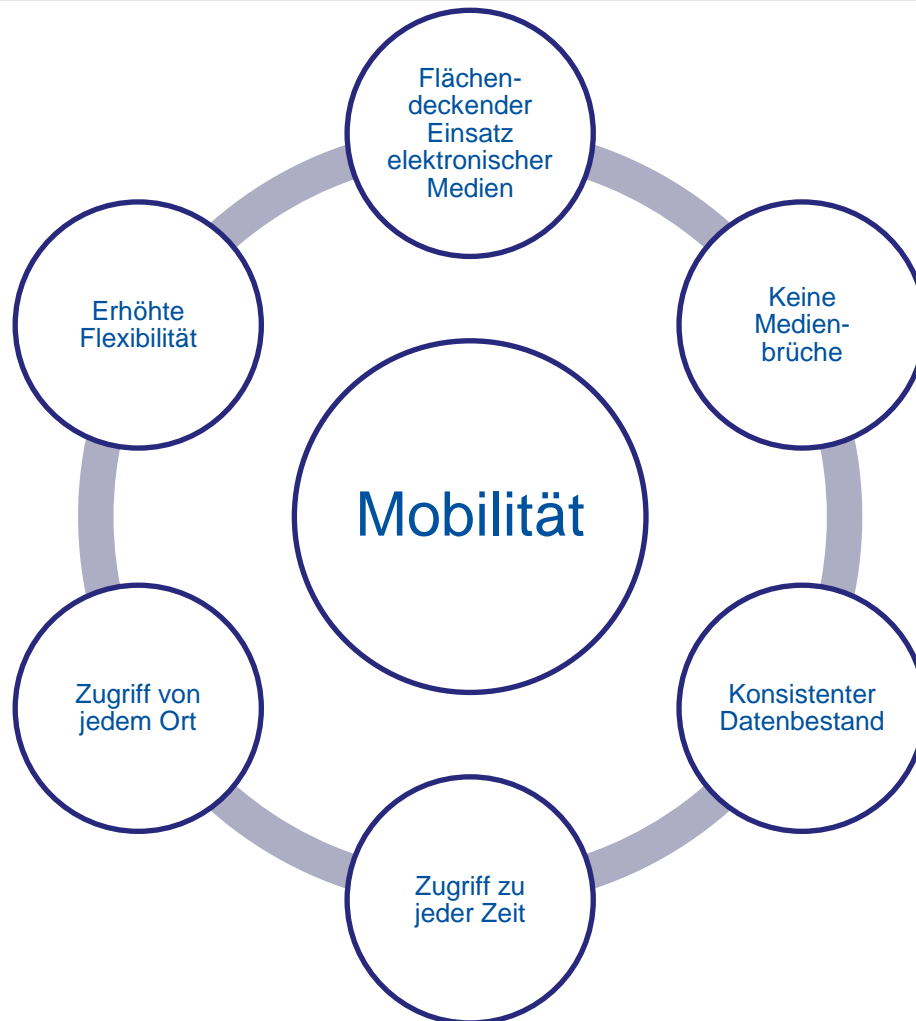 Flächen-
deckender
Einsatz
elektronischer
Medien
Keine
Medien-
brüche
Konsistenter
Datenbestand
Zugriff zu
jeder Zeit
Zugriff von
jedem Ort
Erhöhte
Flexibilität
Mobilität